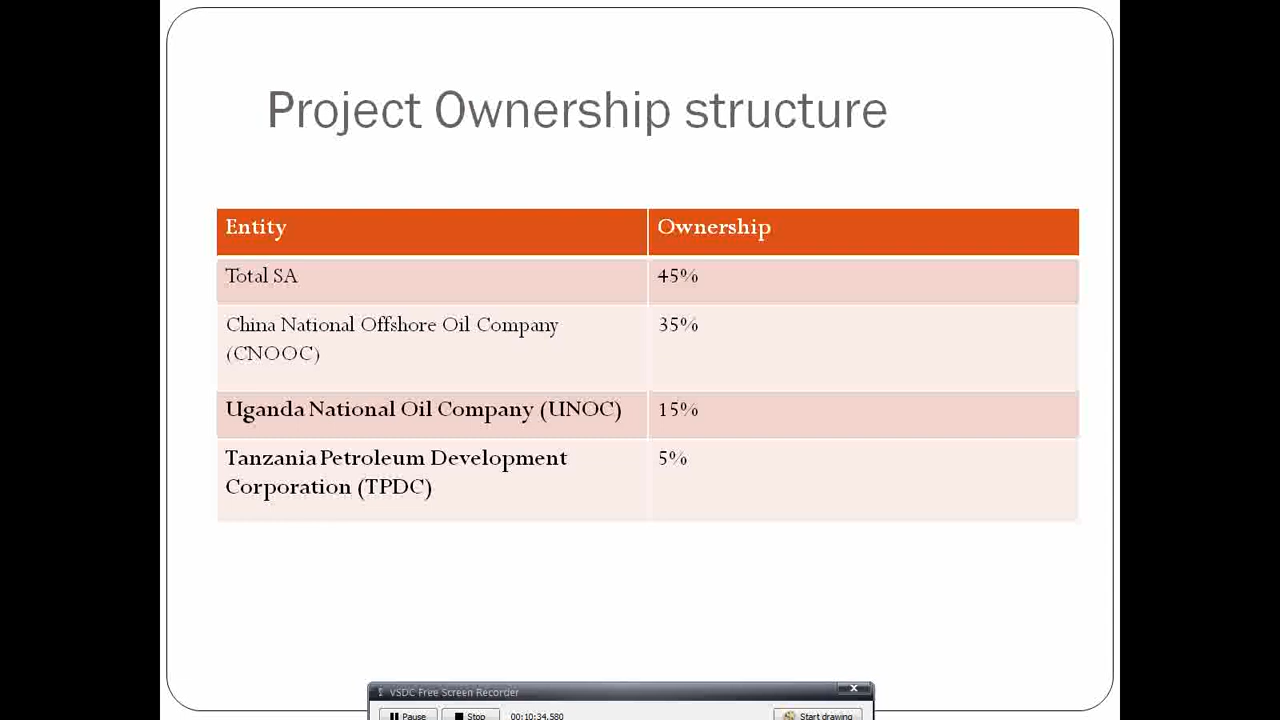 Project Ownership structure
Entity
Ownership
Total SA
45%
China National Offshore Oil Company
(CNOOC)
35%
Uganda National Oil Company (UNOC)
15%
Tanzania Petroleum Development
Corporation (TPDC)
5%
VSDC Free Screen Recorder
Pause
Stop
00:10:34.580
Start drawing